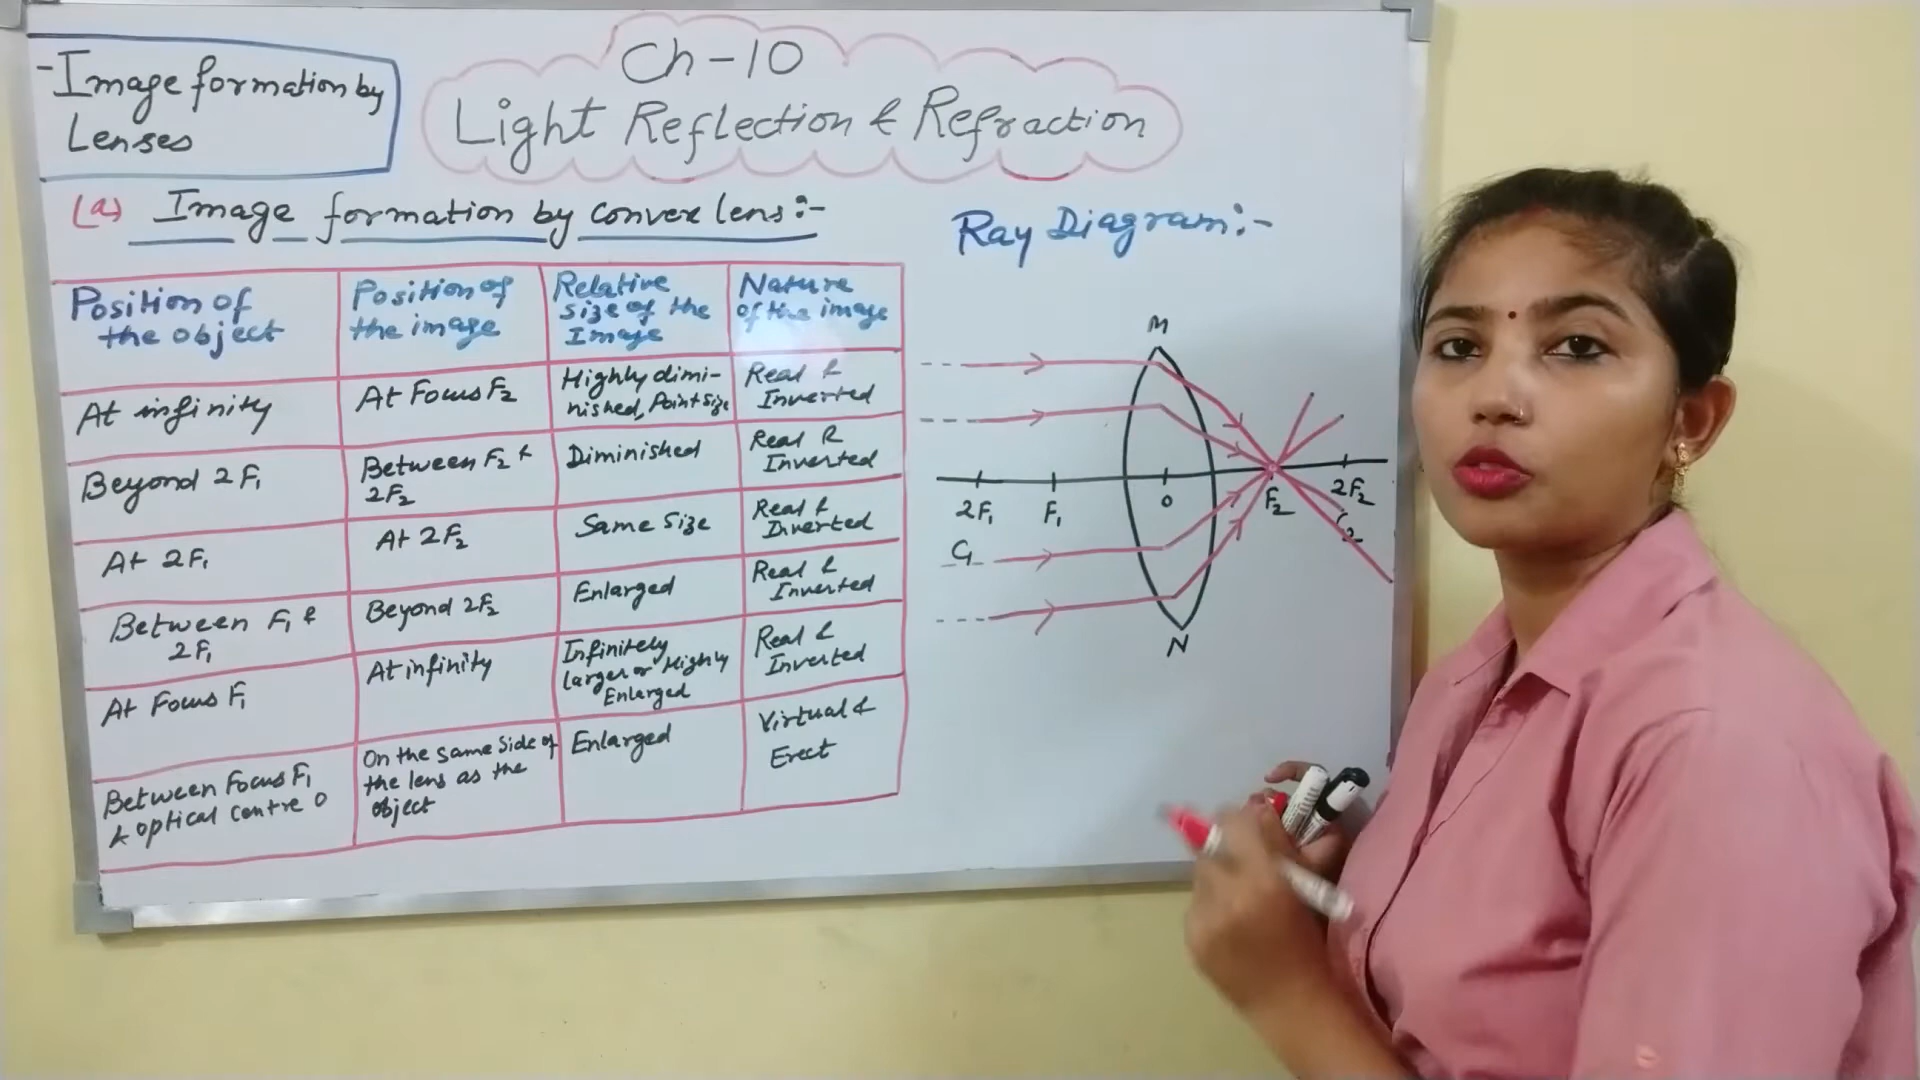 -Image formation by
Lenses
Ch-10
Light Reflection & Refraction
(a) Image formation by convex lens:-
Position of
the object
Position of
the image
Relative
size of the
Image
Nature
of the image
At infinity
At Focus F2
Highly dimi-
nished, Point size
Real &
Inverted
Beyond 2F1
Between F2 &
2F2
Diminished
Real &
Inverted
At 2F1
At 2F2
Same Size
Real &
Inverted
Between F1 &
2F1
Beyond 2F2
Enlarged
Real &
Inverted
At Focus F1
At infinity
Infinitely
larger or Highly
Enlarged
Real &
Inverted
Between Focus F1
& optical centre O
On the same side of
the lens as the
object
Enlarged
Virtual &
Erect
Ray Diagram:-
M
2F1
F1
O
F2
2F2
C1
C2
N